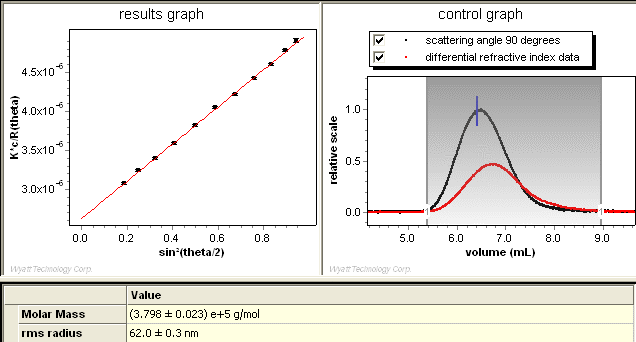 results graph
K*c/R(theta)
4.5x10⁻⁶
4.0x10⁻⁶
3.5x10⁻⁶
3.0x10⁻⁶
0.0 0.2 0.4 0.6 0.8
sin²(theta/2)
Wyatt Technology Corp.
control graph
scattering angle 90 degrees
differential refractive index data
relative scale
1.0
0.5
0.0
1 1
5.0 6.0 7.0 8.0 9.0
volume (mL)
Wyatt Technology Corp.
Value
Molar Mass (3.798 ± 0.023) e+5 g/mol
rms radius 62.0 ± 0.3 nm